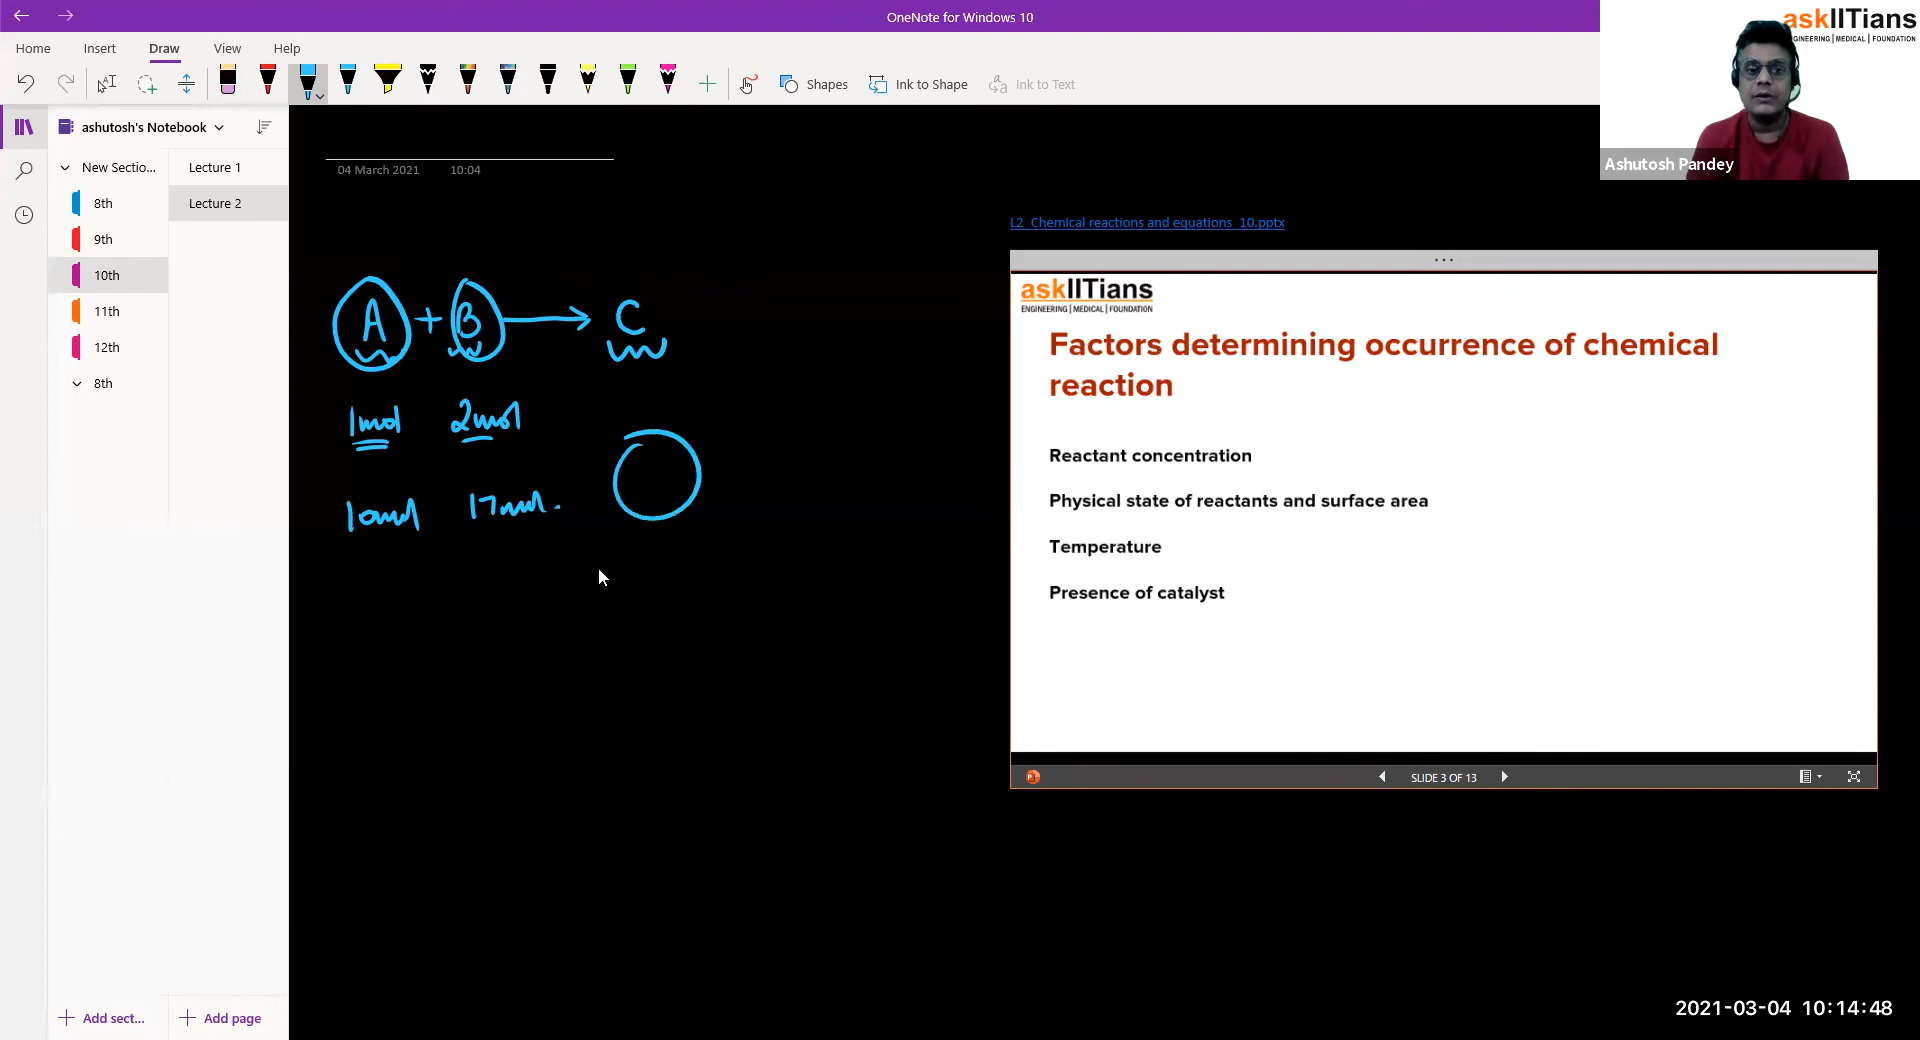 OneNote for Windows 10
askIITians
ENGINEERING | MEDICAL | FOUNDATION
Home Insert Draw View Help
Shapes Ink to Shape Ink to Text
Ashutosh Pandey
ashutosh's Notebook
New Sectio...
8th
9th
10th
11th
12th
8th
Lecture 1
Lecture 2
04 March 2021 10:04
A + B → C
1mol 2mol
10mol 17mol.
L2_Chemical reactions and equations_10.pptx
askIITians
ENGINEERING | MEDICAL | FOUNDATION
Factors determining occurrence of chemical
reaction
Reactant concentration
Physical state of reactants and surface area
Temperature
Presence of catalyst
SLIDE 3 OF 13
Add sect... Add page
2021-03-04 10:14:48